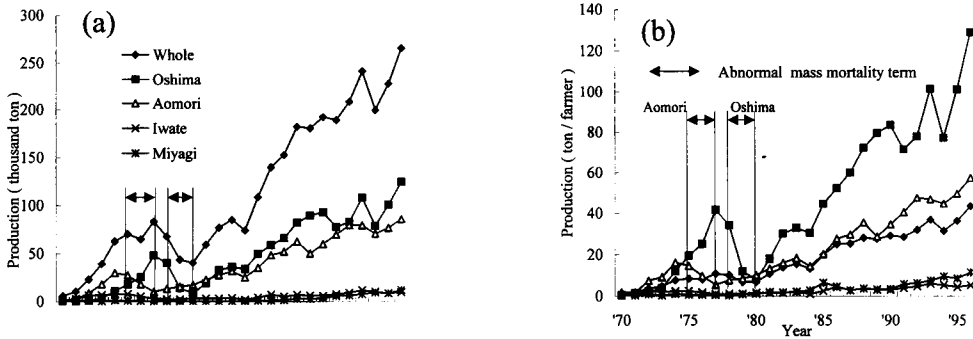 (a)
Production ( thousand ton )
300
250
200
150
100
50
0
Whole
Oshima
Aomori
Iwate
Miyagi
(b)
Production ( ton / farmer )
140
120
100
80
60
40
20
0
Abnormal mass mortality term
Aomori
Oshima
'70 '75 '80 '85 '90 '95
Year